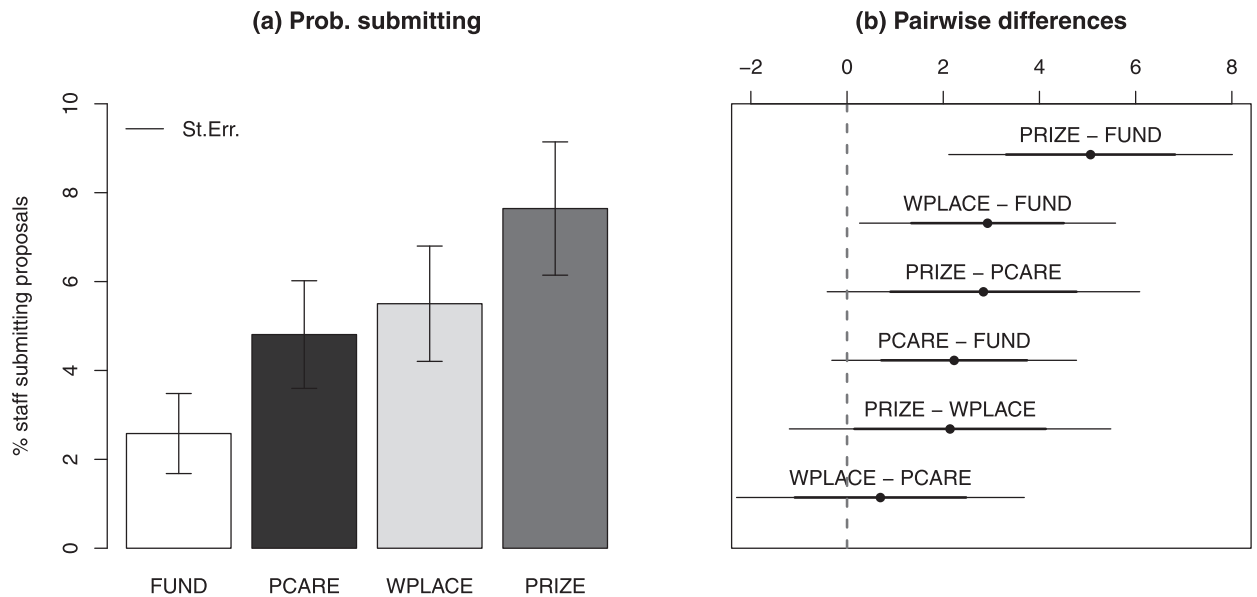 (a) Prob. submitting
% staff submitting proposals
10
8
6
4
2
0
St.Err.
FUND PCARE WPLACE PRIZE
(b) Pairwise differences
−2 0 2 4 6 8
PRIZE − FUND
WPLACE − FUND
PRIZE − PCARE
PCARE − FUND
PRIZE − WPLACE
WPLACE − PCARE